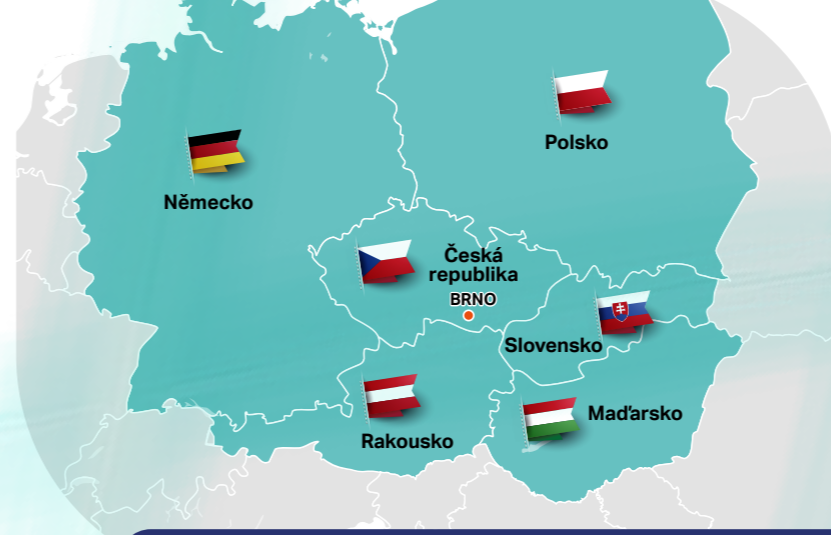 Polsko
Německo
Česká
republika
BRNO
Slovensko
Maďarsko
Rakousko